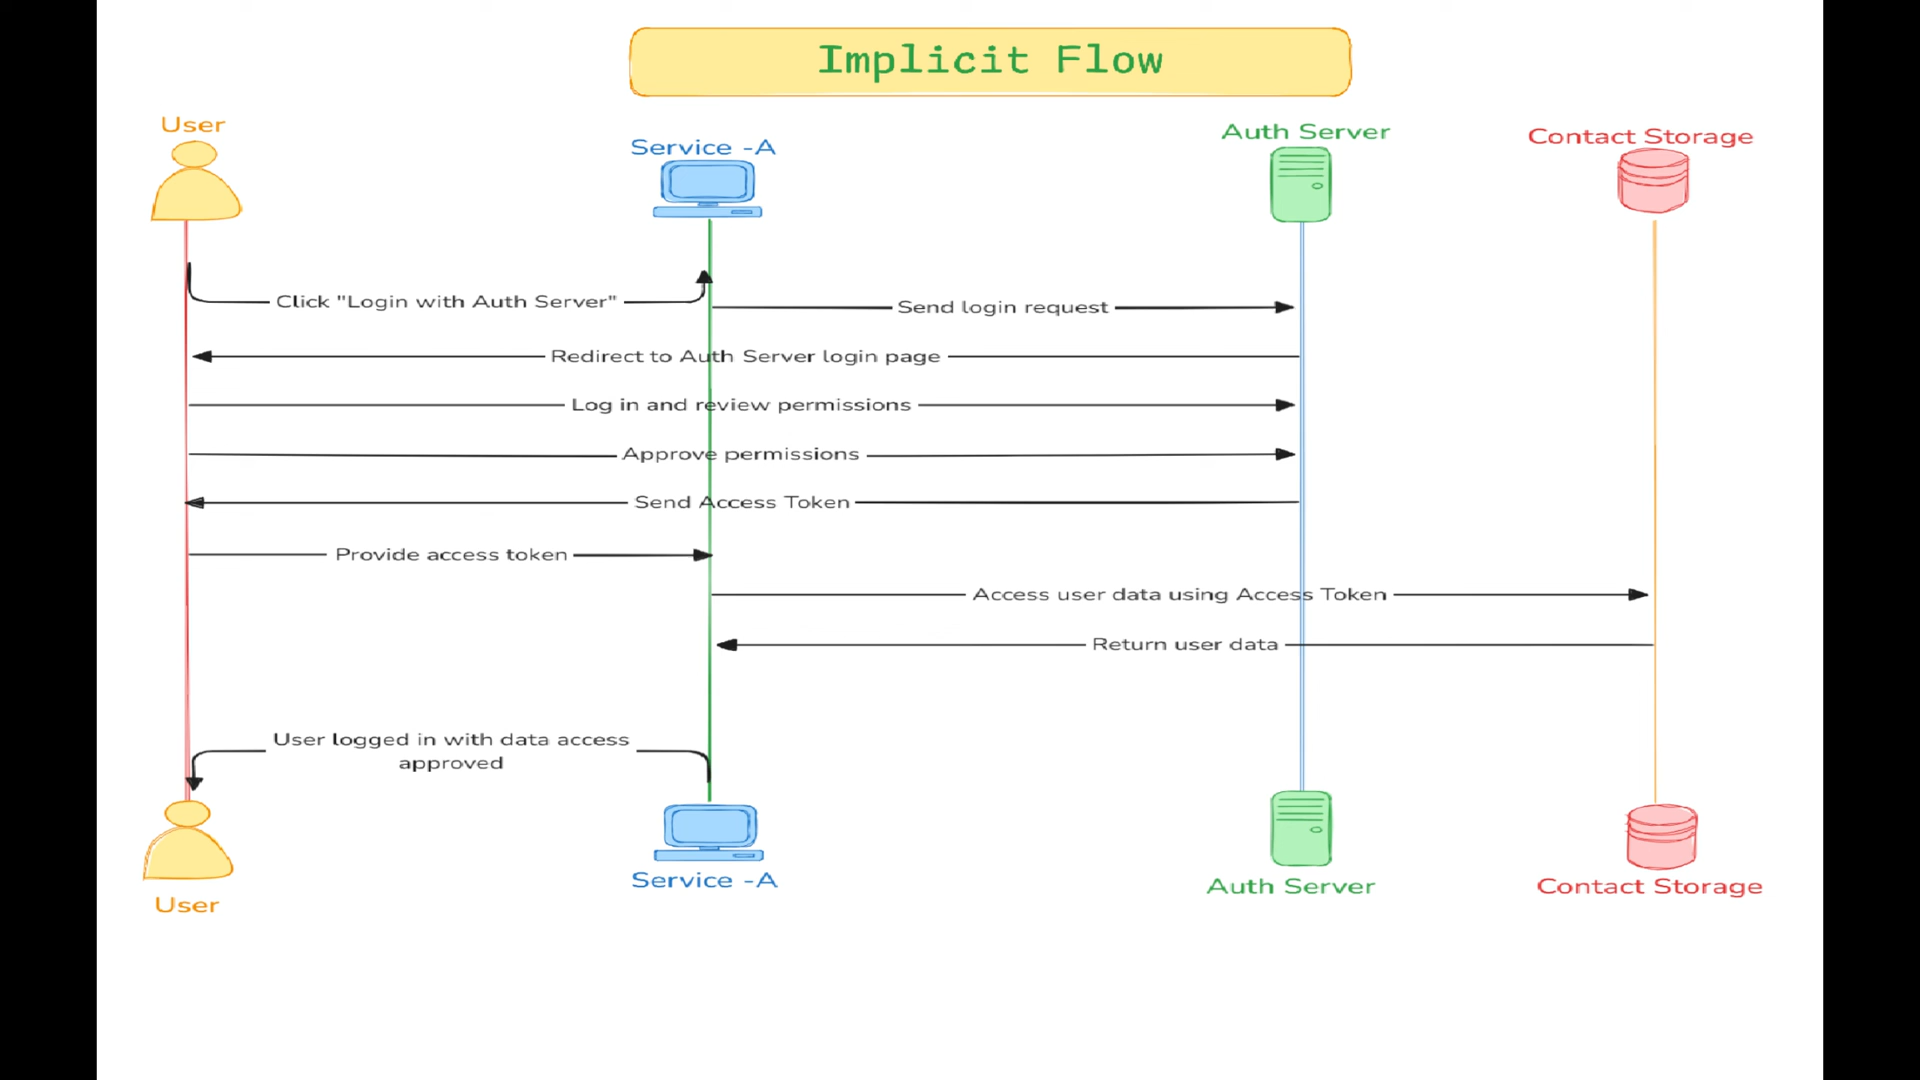 Implicit Flow
User
Service -A
Auth Server
Contact Storage
Click "Login with Auth Server"
Send login request
Redirect to Auth Server login page
Log in and review permissions
Approve permissions
Send Access Token
Provide access token
Access user data using Access Token
Return user data
User logged in with data access
approved
User
Service -A
Auth Server
Contact Storage